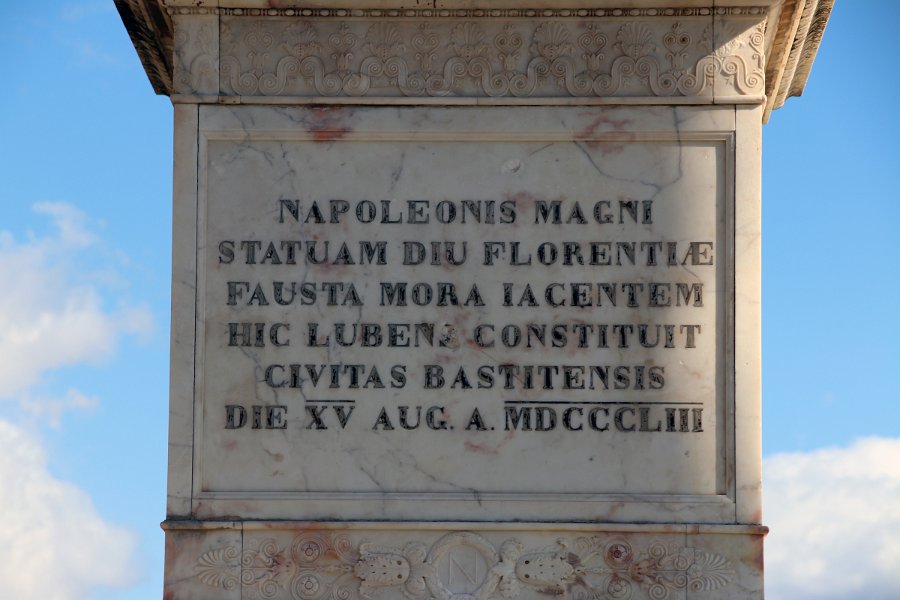 NAPOLEONIS MAGNI
STATUAM DIU FLORENTIÆ
FAUSTA MORA IACENTEM
HIC LUBENS CONSTITUIT
CIVITAS BASTITENSIS
DIE XV AUG. A. MDCCCLIII
N